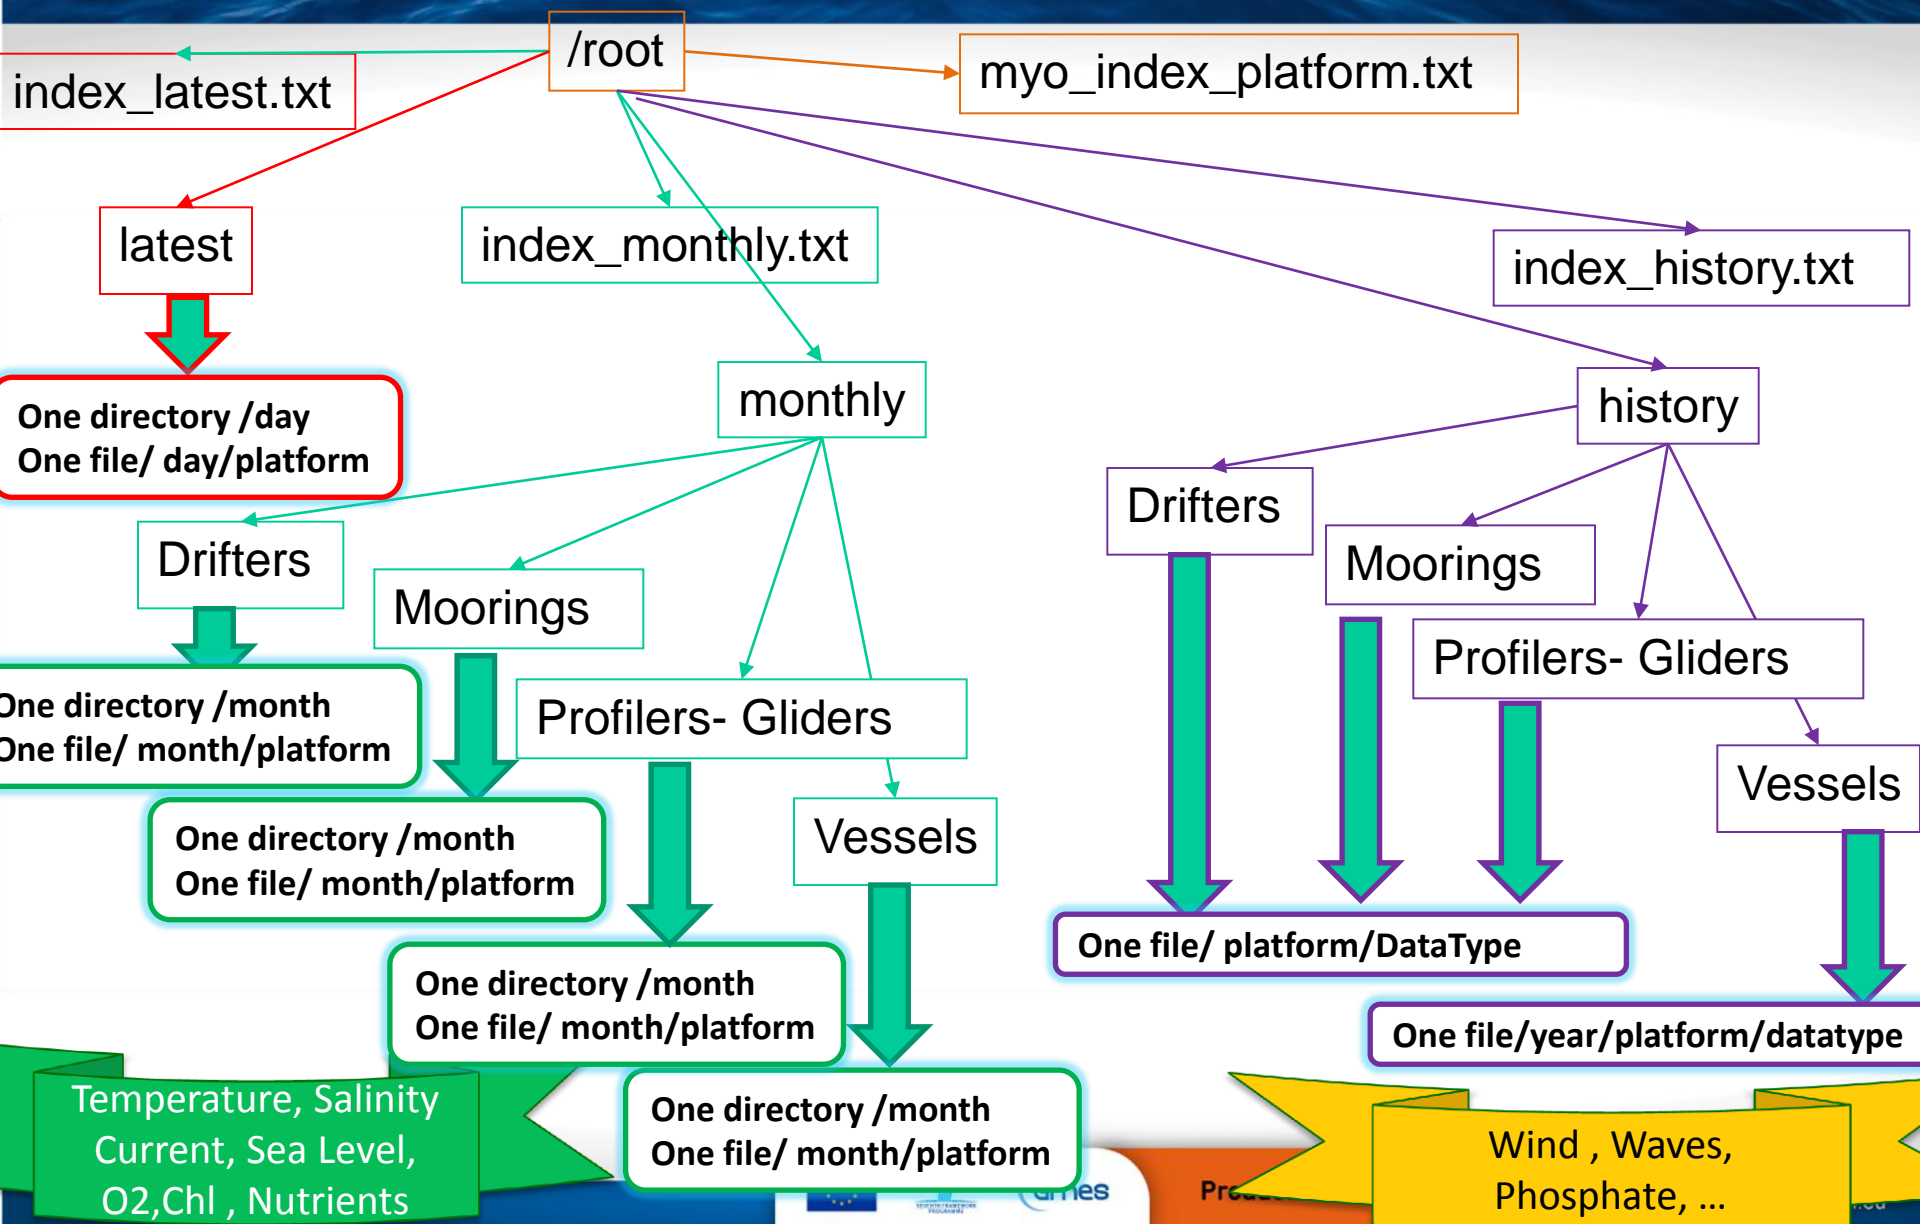 /root
index_latest.txt
myo_index_platform.txt
latest
index_monthly.txt
index_history.txt
One directory /day
One file/ day/platform
monthly
history
Drifters
Moorings
Profilers- Gliders
Vessels
One directory /month
One file/ month/platform
One directory /month
One file/ month/platform
One directory /month
One file/ month/platform
One directory /month
One file/ month/platform
Drifters
Moorings
Profilers- Gliders
Vessels
One file/ platform/DataType
One file/year/platform/datatype
Temperature, Salinity
Current, Sea Level,
O2,Chl , Nutrients
Wind , Waves,
Phosphate, ...
SEVENTH FRAMEWORK
PROGRAMME